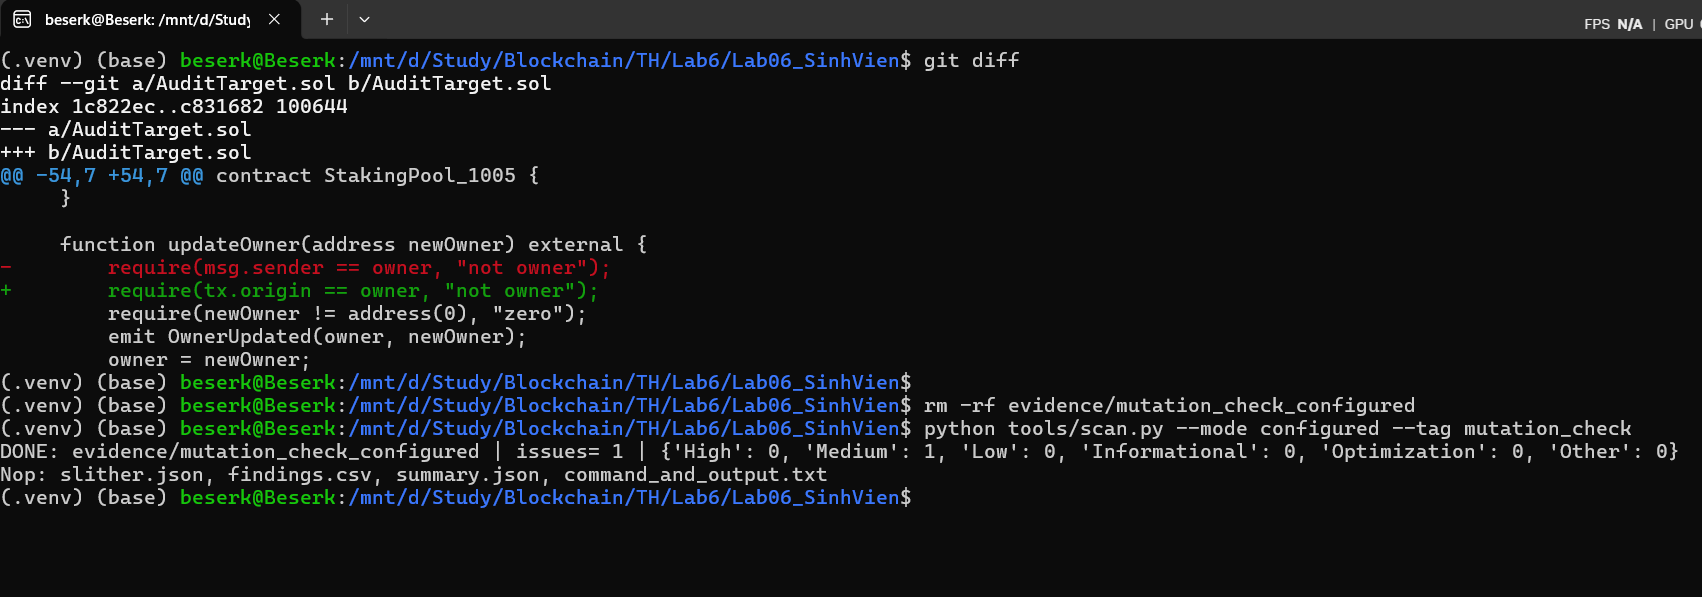 beserk@Beserk: /mnt/d/Study
FPS N/A | GPU
(.venv) (base) beserk@Beserk:/mnt/d/Study/Blockchain/TH/Lab6/Lab06_SinhVien$ git diff
diff --git a/AuditTarget.sol b/AuditTarget.sol
index 1c822ec..c831682 100644
--- a/AuditTarget.sol
+++ b/AuditTarget.sol
@@ -54,7 +54,7 @@ contract StakingPool_1005 {
     }
     function updateOwner(address newOwner) external {
-        require(msg.sender == owner, "not owner");
+        require(tx.origin == owner, "not owner");
         require(newOwner != address(0), "zero");
         emit OwnerUpdated(owner, newOwner);
         owner = newOwner;
(.venv) (base) beserk@Beserk:/mnt/d/Study/Blockchain/TH/Lab6/Lab06_SinhVien$
(.venv) (base) beserk@Beserk:/mnt/d/Study/Blockchain/TH/Lab6/Lab06_SinhVien$ rm -rf evidence/mutation_check_configured
(.venv) (base) beserk@Beserk:/mnt/d/Study/Blockchain/TH/Lab6/Lab06_SinhVien$ python tools/scan.py --mode configured --tag mutation_check
DONE: evidence/mutation_check_configured | issues= 1 | {'High': 0, 'Medium': 1, 'Low': 0, 'Informational': 0, 'Optimization': 0, 'Other': 0}
Nop: slither.json, findings.csv, summary.json, command_and_output.txt
(.venv) (base) beserk@Beserk:/mnt/d/Study/Blockchain/TH/Lab6/Lab06_SinhVien$